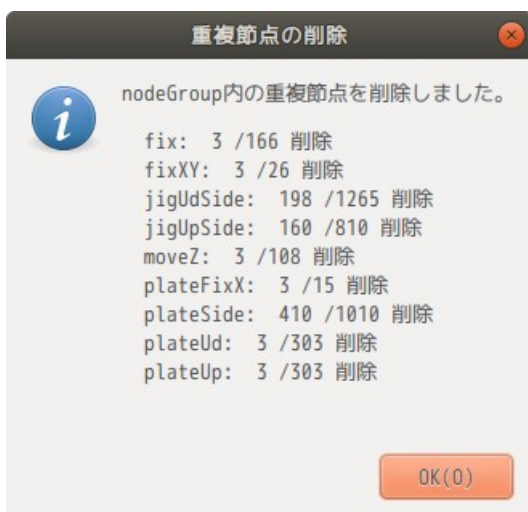 重複節点の削除
nodeGroup内の重複節点を削除しました。
fix: 3 /166 削除
fixXY: 3 /26 削除
jigUdSide: 198 /1265 削除
jigUpSide: 160 /810 削除
moveZ: 3 /108 削除
plateFixX: 3 /15 削除
plateSide: 410 /1010 削除
plateUd: 3 /303 削除
plateUp: 3 /303 削除
OK(O)